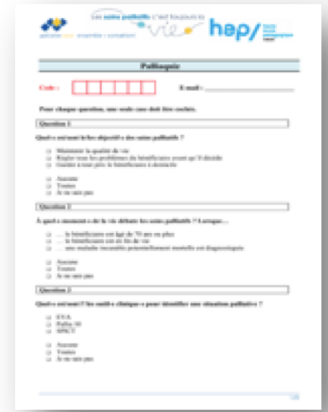 Les soins palliatifs c'est toujours la
vie
hep/
ensemble
Palliaquiz
Code :
E-mail :
Pour chaque question, une seule case doit être cochée.
Question 1
Quel-s est/sont le/les objectif-s des soins palliatifs ?
Maintenir la qualité de vie
Régler tous les problèmes du bénéficiaire avant qu'il décède
Garder à tout prix le bénéficiaire à domicile
Aucune
Toutes
Je ne sais pas
Question 2
À quel-s moment-s de la vie débute les soins palliatifs ? Lorsque…
… le bénéficiaire est âgé de 70 ans ou plus
… le bénéficiaire est en fin de vie
… une maladie incurable potentiellement mortelle est diagnostiquée
Aucune
Toutes
Je ne sais pas
Question 3
Quel-s est/sont l'/les outil-s clinique-s pour identifier une situation palliative ?
EVA
Pallia 10
SPICT
Aucune
Toutes
Je ne sais pas